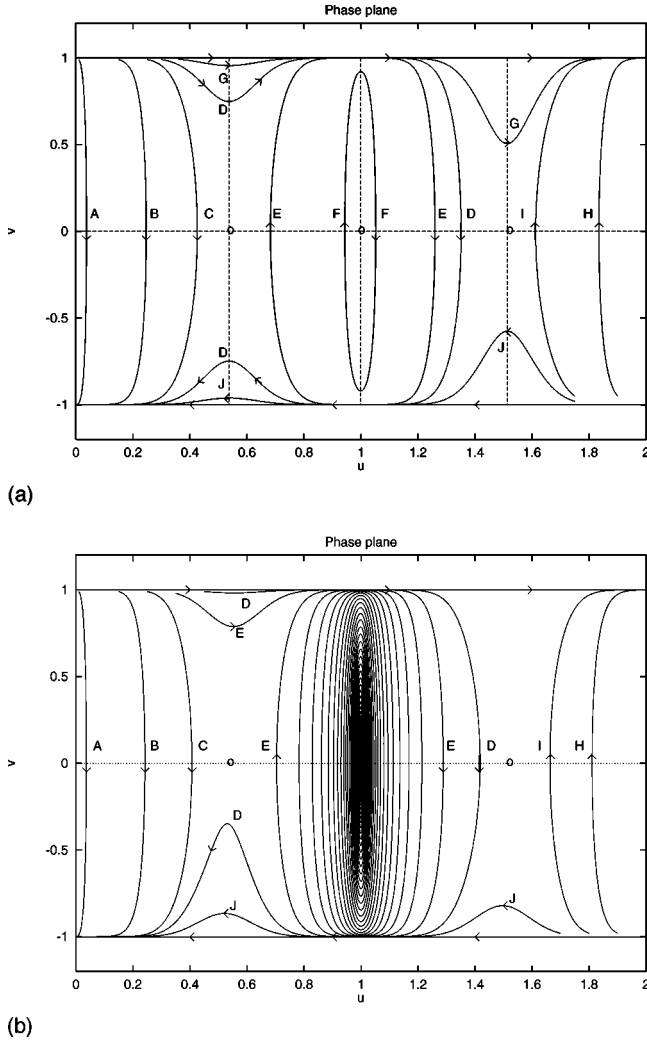 Phase plane
1
G G
D
0.5
A B C E F F E D I H
v 0 o o o
-0.5
D
J J
-1
0 0.2 0.4 0.6 0.8 1 1.2 1.4 1.6 1.8 2
u
(a)
Phase plane
1
D
E
0.5
A B C E E D I H
v 0 o o
-0.5
D
J J
-1
0 0.2 0.4 0.6 0.8 1 1.2 1.4 1.6 1.8 2
u
(b)